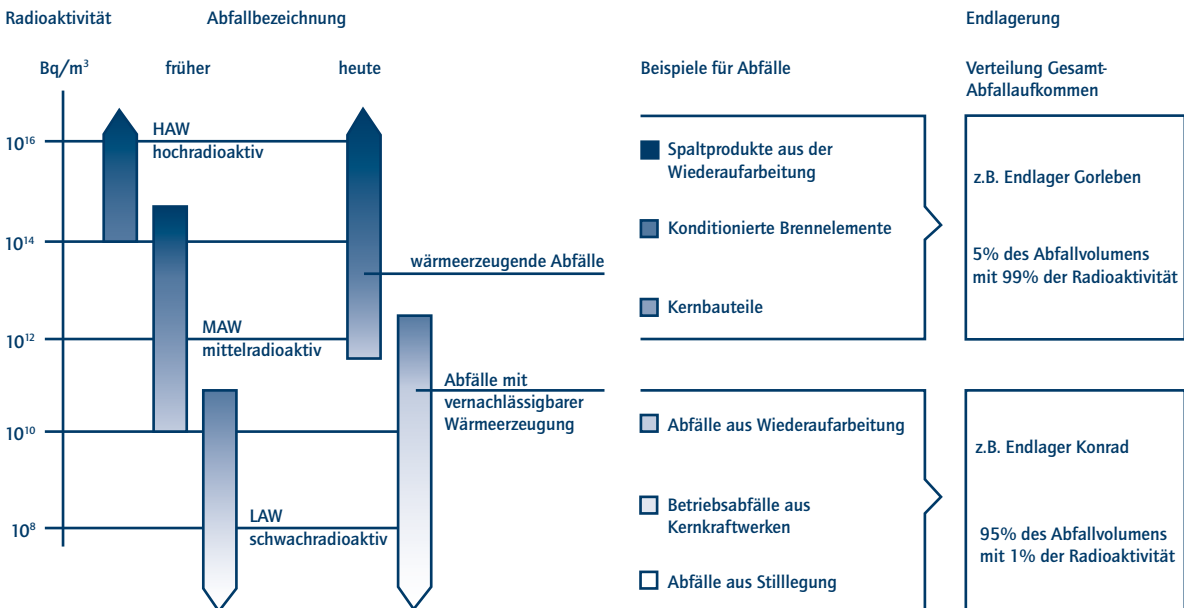 Radioaktivität Abfallbezeichnung Endlagerung
Bq/m³ früher heute Beispiele für Abfälle Verteilung Gesamt-
Abfallaufkommen
10¹⁶
HAW
hochradioaktiv
10¹⁴
wärmeerzeugende Abfälle
10¹²
MAW
mittelradioaktiv
Abfälle mit
vernachlässigbarer
Wärmeerzeugung
10¹⁰
10⁸
LAW
schwachradioaktiv
Spaltprodukte aus der
Wiederaufarbeitung
Konditionierte Brennelemente
Kernbauteile
z.B. Endlager Gorleben
5% des Abfallvolumens
mit 99% der Radioaktivität
Abfälle aus Wiederaufarbeitung
Betriebsabfälle aus
Kernkraftwerken
Abfälle aus Stilllegung
z.B. Endlager Konrad
95% des Abfallvolumens
mit 1% der Radioaktivität